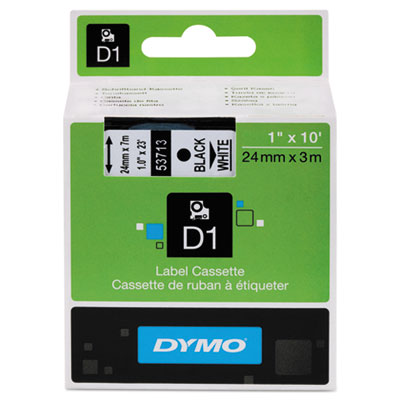 D1
24mm x 7m
1.0" x 23'
53713
BLACK
WHITE
1" x 10'
24mm x 3m
D1
Label Cassette
Cassette de ruban à étiqueter
DYMO